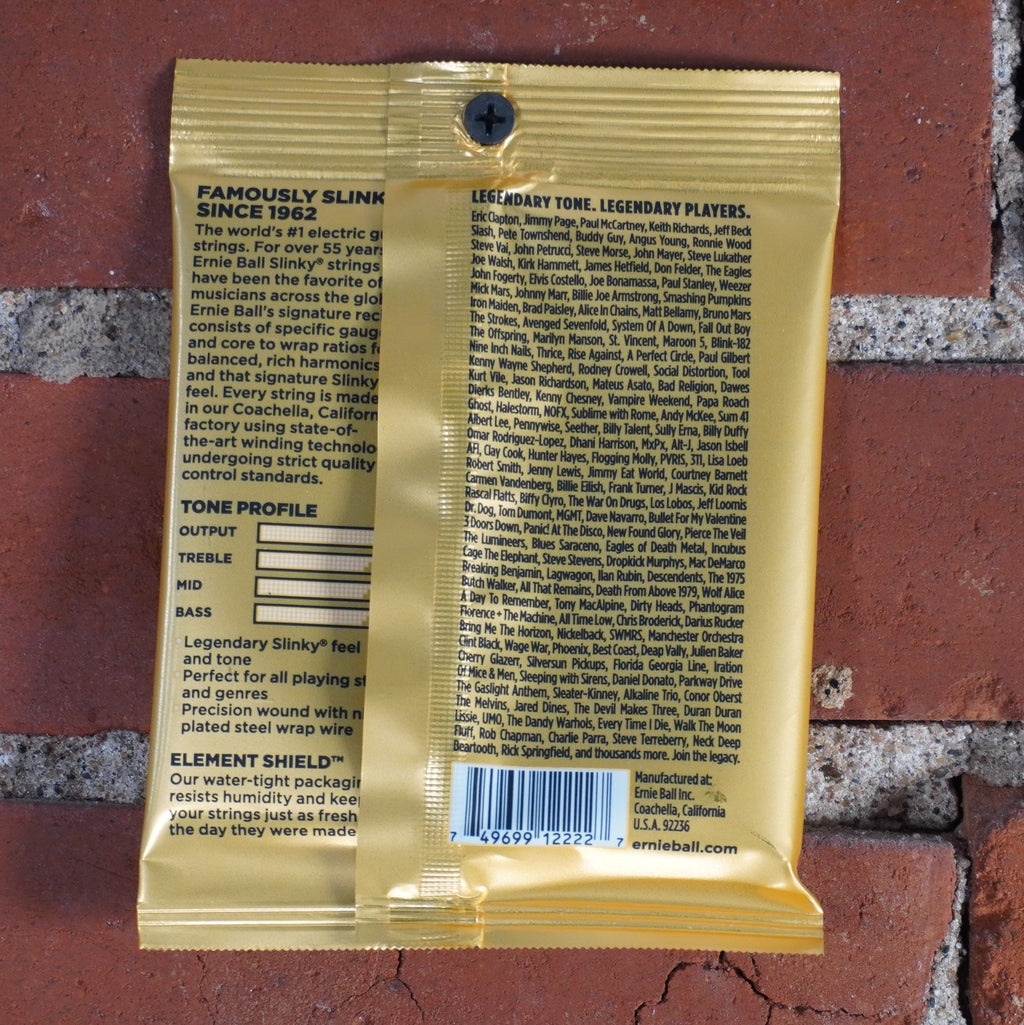 FAMOUSLY SLINK
SINCE 1962
The world's #1 electric g
strings. For over 55 years
Ernie Ball Slinky® strings
have been the favorite of
musicians across the glo
Ernie Ball's signature rec
consists of specific gaug
and core to wrap ratios f
balanced, rich harmonics
and that signature Slinky
feel. Every string is made
in our Coachella, Californ
factory using state-of-
the-art winding technolo
undergoing strict quality
control standards.
TONE PROFILE
OUTPUT
TREBLE
MID
BASS
Legendary Slinky® feel
and tone
Perfect for all playing st
and genres
Precision wound with n
plated steel wrap wire
ELEMENT SHIELD™
Our water-tight packagin
resists humidity and kee
your strings just as fresh
the day they were made
LEGENDARY TONE. LEGENDARY PLAYERS.
Eric Clapton, Jimmy Page, Paul McCartney, Keith Richards, Jeff Beck
Slash, Pete Townshend, Buddy Guy, Angus Young, Ronnie Wood
Steve Vai, John Petrucci, Steve Morse, John Mayer, Steve Lukather
Joe Walsh, Kirk Hammett, James Hetfield, Don Felder, The Eagles
John Fogerty, Elvis Costello, Joe Bonamassa, Paul Stanley, Weezer
Mick Mars, Johnny Marr, Billie Joe Armstrong, Smashing Pumpkins
Iron Maiden, Brad Paisley, Alice In Chains, Matt Bellamy, Bruno Mars
The Strokes, Avenged Sevenfold, System Of A Down, Fall Out Boy
The Offspring, Marilyn Manson, St. Vincent, Maroon 5, Blink-182
Nine Inch Nails, Thrice, Rise Against, A Perfect Circle, Paul Gilbert
Kenny Wayne Shepherd, Rodney Crowell, Social Distortion, Tool
Kurt Vile, Jason Richardson, Mateus Asato, Bad Religion, Dawes
Dierks Bentley, Kenny Chesney, Vampire Weekend, Papa Roach
Ghost, Halestorm, NOFX, Sublime with Rome, Andy McKee, Sum 41
Albert Lee, Pennywise, Seether, Billy Talent, Sully Erna, Billy Duffy
Omar Rodriguez-Lopez, Dhani Harrison, MxPx, Alt-J, Jason Isbell
AFI, Clay Cook, Hunter Hayes, Flogging Molly, PVRIS, 311, Lisa Loeb
Robert Smith, Jenny Lewis, Jimmy Eat World, Courtney Barnett
Carmen Vandenberg, Billie Eilish, Frank Turner, J Mascis, Kid Rock
Rascal Flatts, Biffy Clyro, The War On Drugs, Los Lobos, Jeff Loomis
Dr. Dog, Tom Dumont, MGMT, Dave Navarro, Bullet For My Valentine
3 Doors Down, Panic! At The Disco, New Found Glory, Pierce The Veil
The Lumineers, Blues Saraceno, Eagles of Death Metal, Incubus
Cage The Elephant, Steve Stevens, Dropkick Murphys, Mac DeMarco
Breaking Benjamin, Lagwagon, Ilan Rubin, Descendents, The 1975
Butch Walker, All That Remains, Death From Above 1979, Wolf Alice
A Day To Remember, Tony MacAlpine, Dirty Heads, Phantogram
Florence + The Machine, All Time Low, Chris Broderick, Darius Rucker
Bring Me The Horizon, Nickelback, SWMRS, Manchester Orchestra
Clint Black, Wage War, Phoenix, Best Coast, Deap Vally, Julien Baker
Cherry Glazerr, Silversun Pickups, Florida Georgia Line, Iration
Of Mice & Men, Sleeping with Sirens, Daniel Donato, Parkway Drive
The Gaslight Anthem, Sleater-Kinney, Alkaline Trio, Conor Oberst
The Melvins, Jared Dines, The Devil Makes Three, Duran Duran
Lissie, UMO, The Dandy Warhols, Every Time I Die, Walk The Moon
Fluff, Rob Chapman, Charlie Parra, Steve Terreberry, Neck Deep
Beartooth, Rick Springfield, and thousands more. Join the legacy.
7 49699 12222 7
Manufactured at:
Ernie Ball Inc.
Coachella, California
U.S.A. 92236
ernieball.com